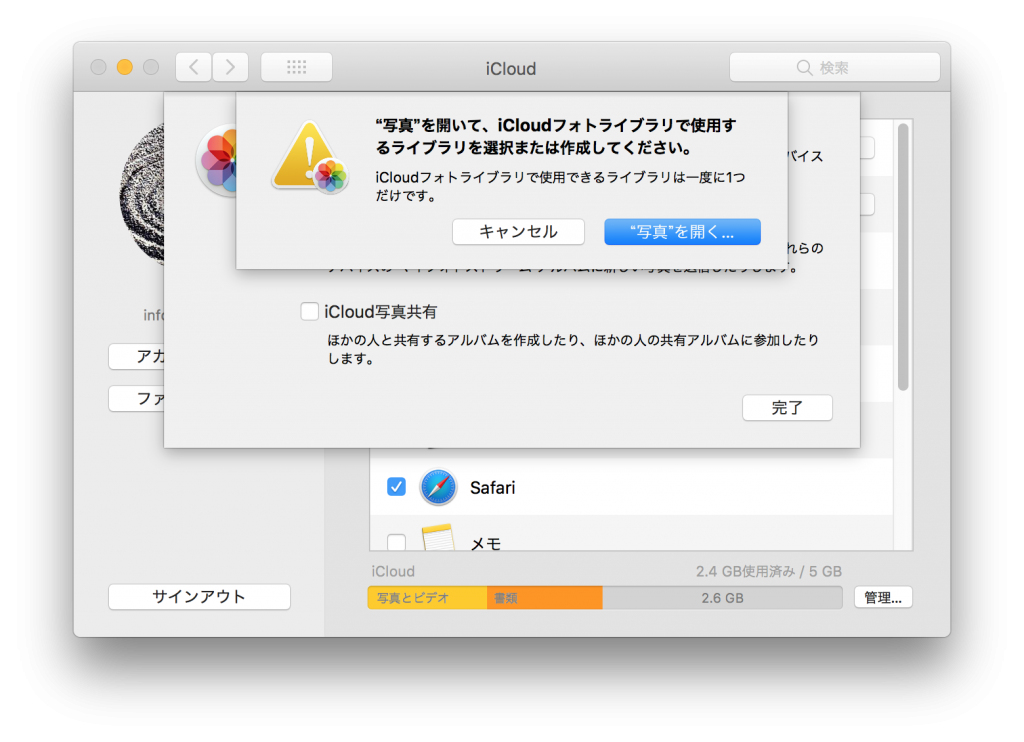 iCloud
検索
“写真”を開いて、iCloudフォトライブラリで使用す
るライブラリを選択または作成してください。
iCloudフォトライブラリで使用できるライブラリは一度に1つ
だけです。
キャンセル
“写真”を開く...
バイス
れらの
iCloud写真共有
ほかの人と共有するアルバムを作成したり、ほかの人の共有アルバムに参加したり
します。
完了
info
アカ
ファ
Safari
メモ
iCloud
2.4 GB使用済み / 5 GB
写真とビデオ
書類
2.6 GB
管理...
サインアウト